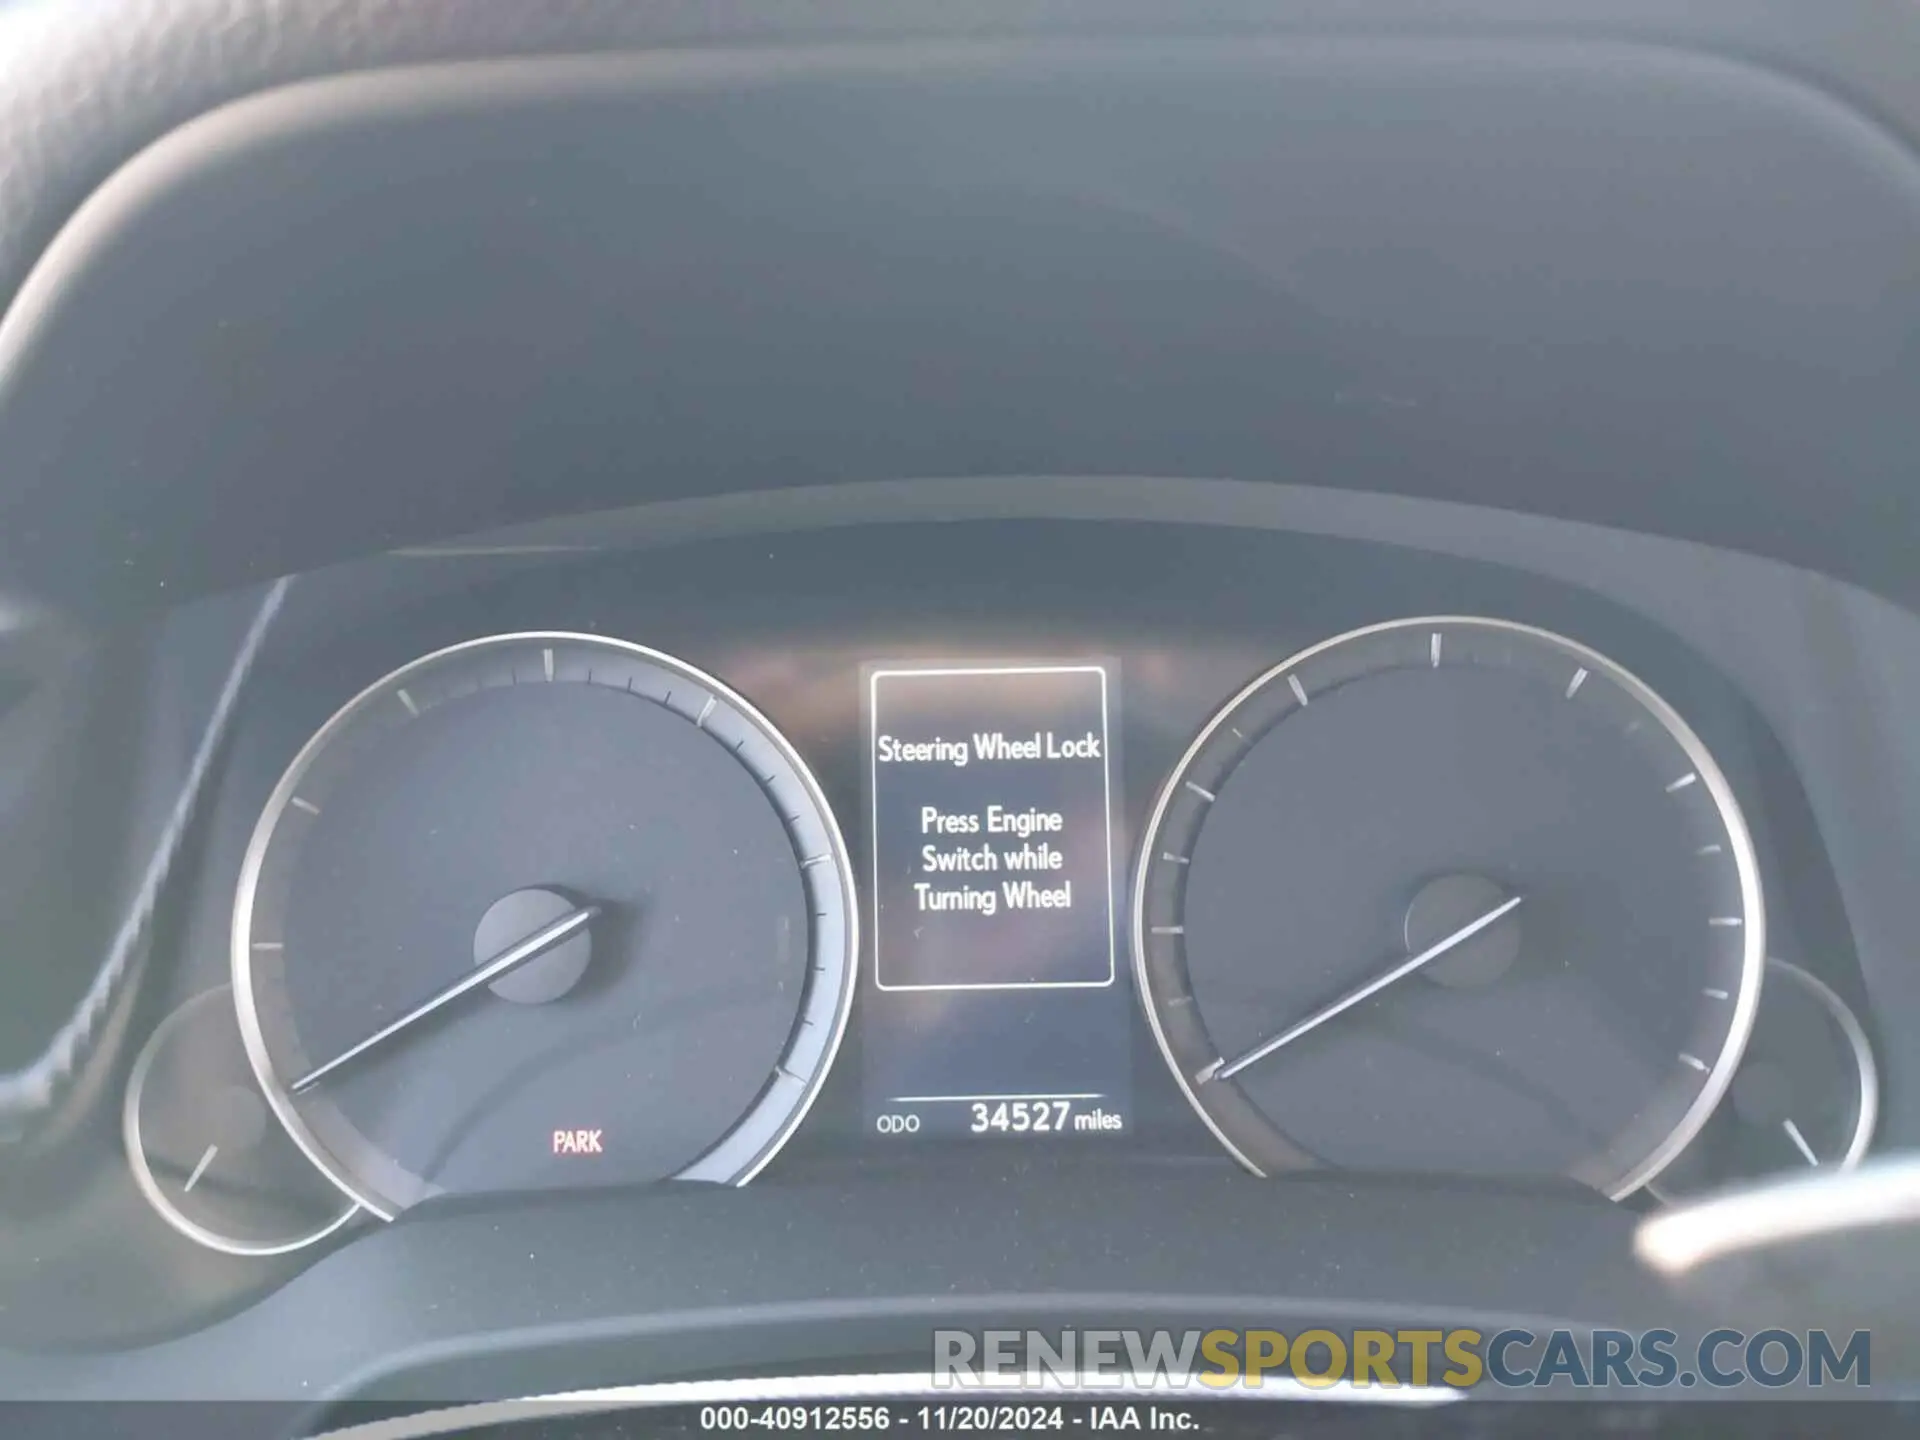 Steering Wheel Lock
Press Engine
Switch while
Turning Wheel
ODO 34527 miles
PARK
RENEWSPORTSCARS.COM
000-40912556 - 11/20/2024 - IAA Inc.